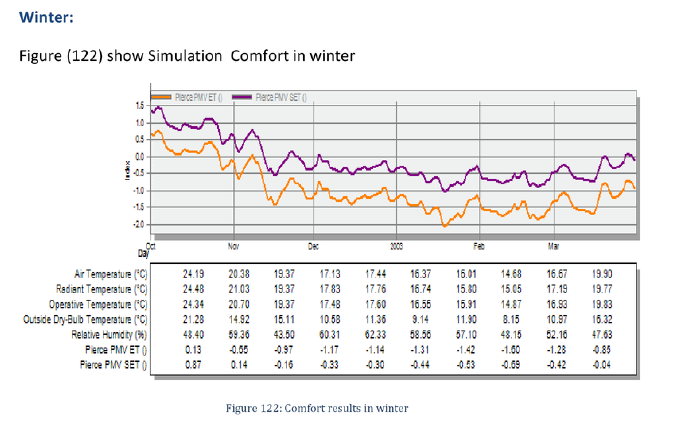 Winter:
Figure (122) show Simulation Comfort in winter
Pierce PMV ET () Pierce PMV SET ()
1.5
1.0
0.5
0.0
-0.5
-1.0
-1.5
-2.0
Index
Oct Nov Dec 2003 Feb Mar
Day
Air Temperature (°C) 24.19 20.38 19.37 17.13 17.44 16.37 15.01 14.68 16.67 19.90
Radiant Temperature (°C) 24.48 21.03 19.37 17.83 17.76 16.74 15.80 15.05 17.19 19.77
Operative Temperature (°C) 24.34 20.70 19.37 17.48 17.60 16.55 15.91 14.87 16.93 19.83
Outside Dry-Bulb Temperature (°C) 21.28 14.92 15.11 10.58 11.36 9.14 11.90 8.15 10.97 15.32
Relative Humidity (%) 48.40 59.36 43.50 60.31 62.33 58.56 57.10 48.15 52.16 47.63
Pierce PMV ET () 0.13 -0.65 -0.97 -1.17 -1.14 -1.31 -1.42 -1.60 -1.23 -0.85
Pierce PMV SET () 0.87 0.14 -0.16 -0.33 -0.30 -0.44 -0.53 -0.69 -0.42 -0.04
Figure 122: Comfort results in winter